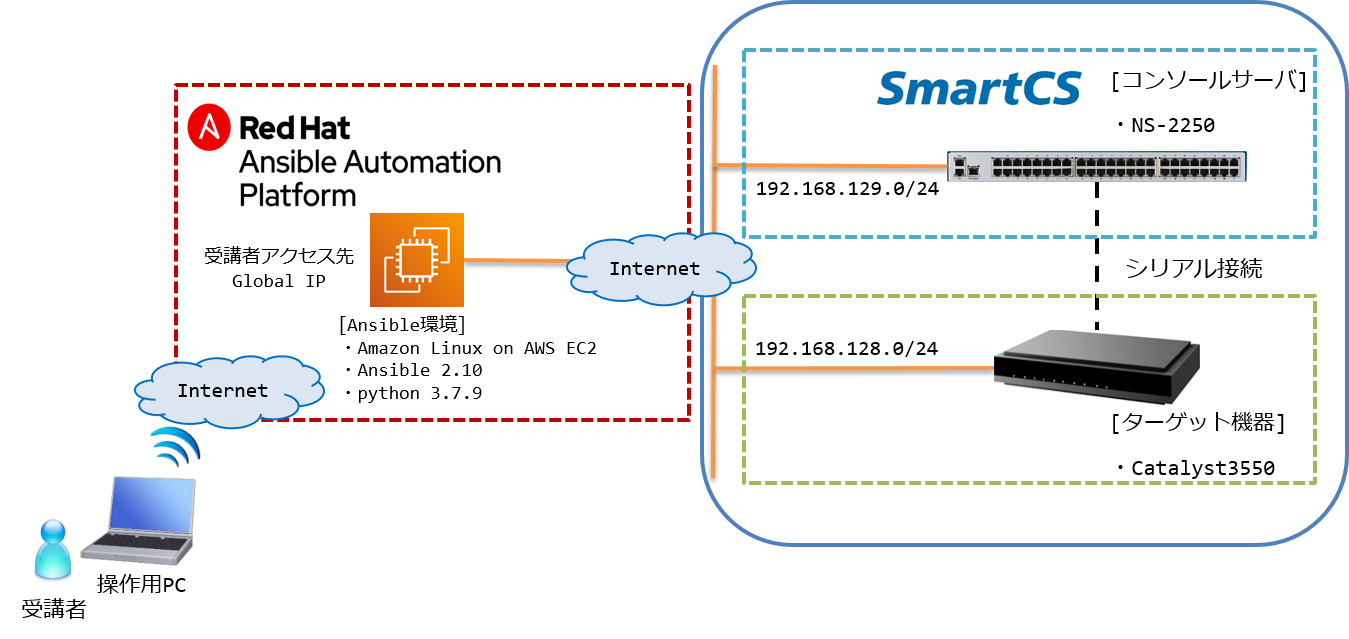 Red Hat
Ansible Automation
Platform
受講者アクセス先
Global IP
[Ansible環境]
・Amazon Linux on AWS EC2
・Ansible 2.10
・python 3.7.9
Internet
Internet
操作用PC
受講者
SmartCS
[コンソールサーバ]
・NS-2250
192.168.129.0/24
シリアル接続
192.168.128.0/24
[ターゲット機器]
・Catalyst3550